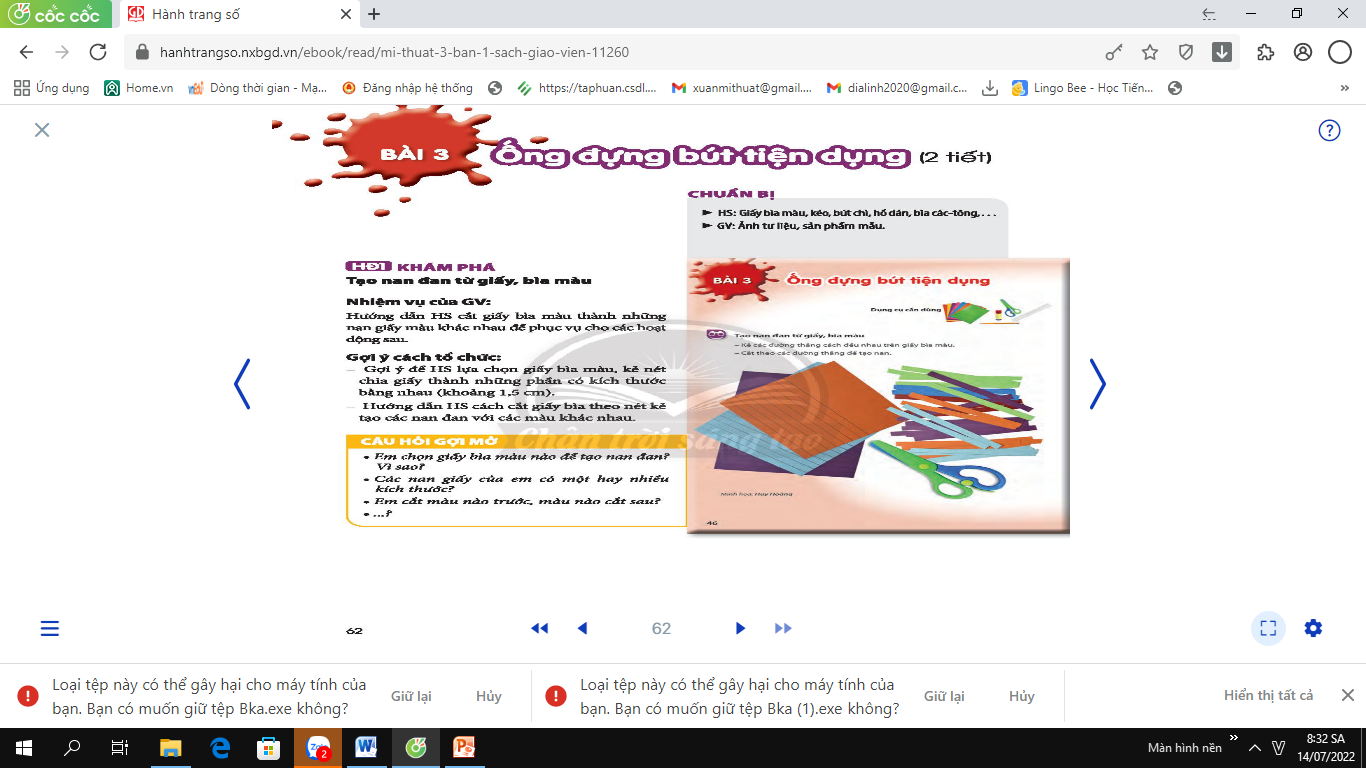 cốc cốc
Hành trang số
hanhtrangso.nxbgd.vn/ebook/read/mi-thuat-3-ban-1-sach-giao-vien-11260
Ứng dụng
Home.vn
Dòng thời gian - Mạ...
Đăng nhập hệ thống
https://taphuan.csdl....
xuanmithuat@gmail....
dialinh2020@gmail.c...
Lingo Bee - Học Tiến...
BÀI 3 Ống đựng bút tiện dụng (2 tiết)
CHUẨN BỊ
► HS: Giấy bìa màu, kéo, bút chì, hồ dán, bìa các-tông, . . .
► GV: Ảnh tư liệu, sản phẩm mẫu.
HĐ1 KHÁM PHÁ
Tạo nan đan từ giấy, bìa màu
Nhiệm vụ của GV:
Hướng dẫn HS cắt giấy bìa màu thành những
nan giấy màu khác nhau để phục vụ cho các hoạt
động sau.
Gợi ý cách tổ chức:
– Gợi ý để HS lựa chọn giấy bìa màu, kẻ nét
chia giấy thành những phần có kích thước
bằng nhau (khoảng 1,5 cm).
– Hướng dẫn HS cách cắt giấy bìa theo nét kẻ
tạo các nan đan với các màu khác nhau.
CÂU HỎI GỢI MỞ
• Em chọn giấy bìa màu nào để tạo nan đan?
Vì sao?
• Các nan giấy của em có một hay nhiều
kích thước?
• Em cắt màu nào trước, màu nào cắt sau?
• ...?
BÀI 3 Ống đựng bút tiện dụng
Dụng cụ cần dùng
Tạo nan đan từ giấy, bìa màu
– Kẻ các đường thẳng cách đều nhau trên giấy bìa màu.
– Cắt theo các đường thẳng để tạo nan.
Chân trời sáng tạo
Minh hoạ: Huy Hoàng
46
62
62
Loại tệp này có thể gây hại cho máy tính của
bạn. Bạn có muốn giữ tệp Bka.exe không?
Giữ lại
Hủy
Loại tệp này có thể gây hại cho máy tính của
bạn. Bạn có muốn giữ tệp Bka (1).exe không?
Giữ lại
Hủy
Hiển thị tất cả
Màn hình nền
8:32 SA
14/07/2022